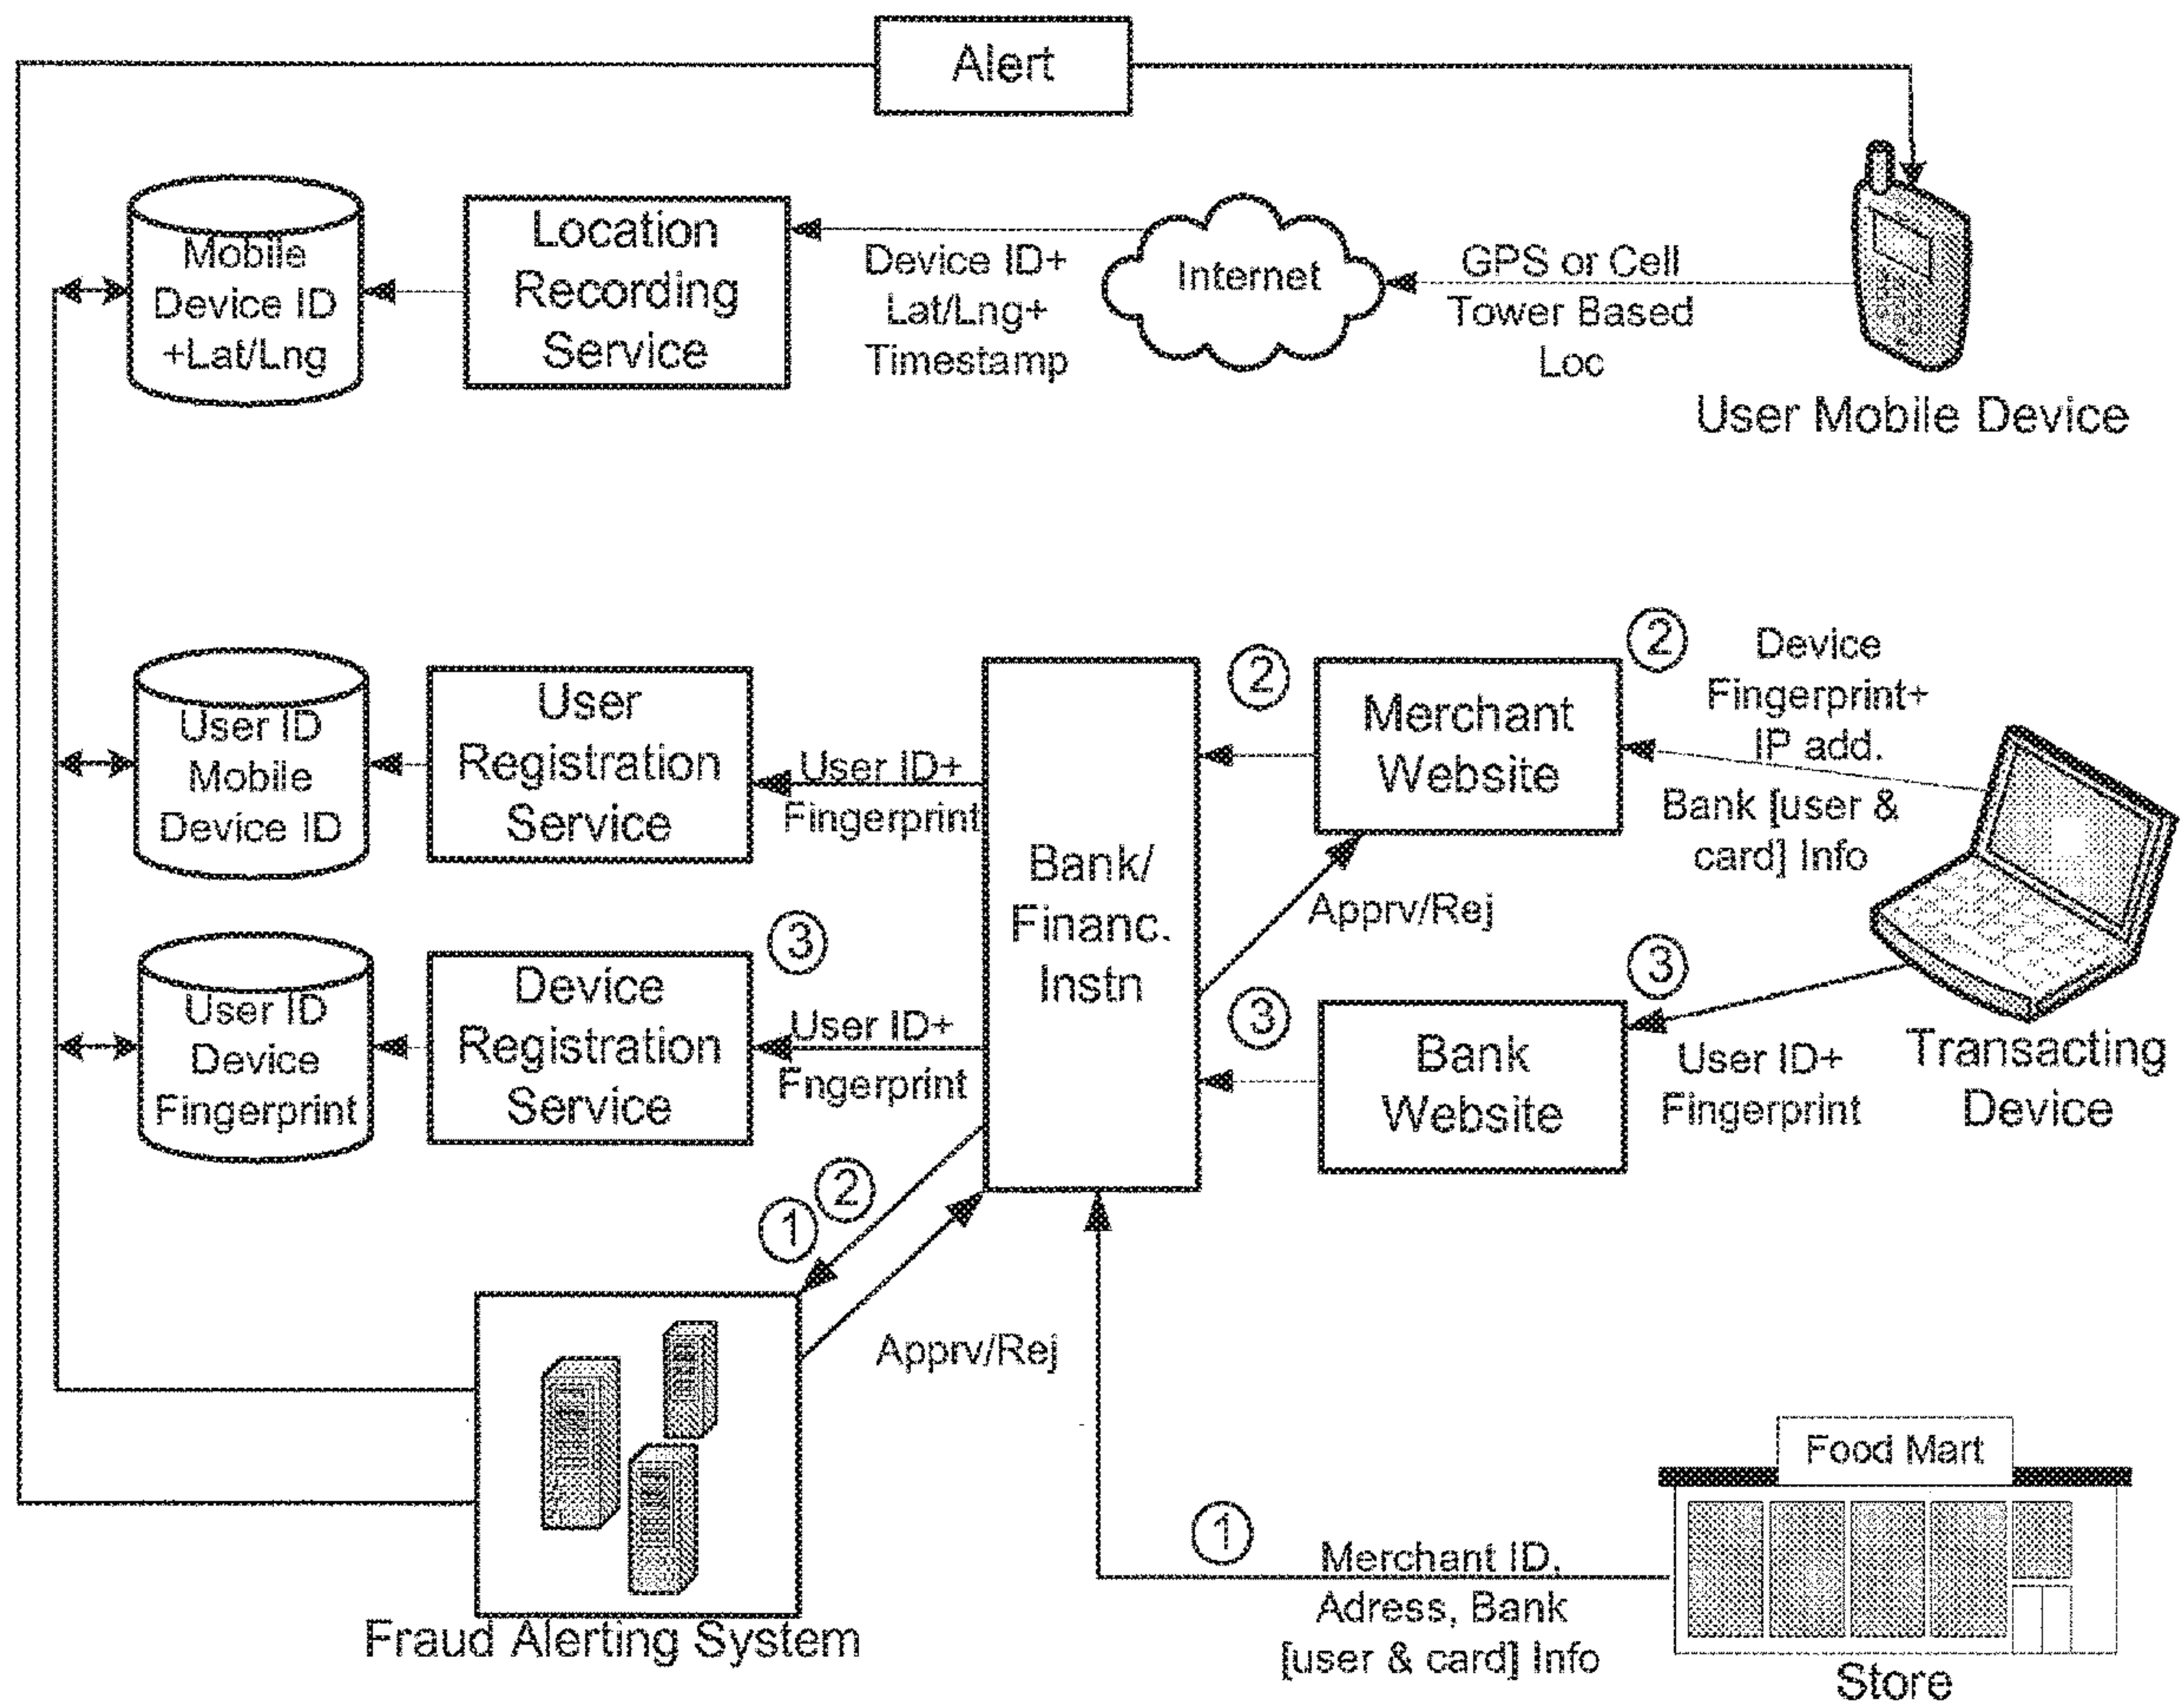 Alert
Mobile
Device ID
+Lat/Lng
Location
Recording
Service
Device ID+
Lat/Lng+
Timestamp
Internet
GPS or Cell
Tower Based
Loc
User Mobile Device
User ID
Mobile
Device ID
User
Registration
Service
User ID+
Fingerprint
Bank/
Financ.
Instn
2
Merchant
Website
2
Device
Fingerprint+
IP add.
Bank [user &
card] Info
Apprv/Rej
User ID
Device
Fingerprint
Device
Registration
Service
3
User ID+
Fngerprint
3
Bank
Website
3
User ID+
Fingerprint
Transacting
Device
1
2
Apprv/Rej
Fraud Alerting System
1
Merchant ID.
Adress, Bank
[user & card] Info
Food Mart
Store